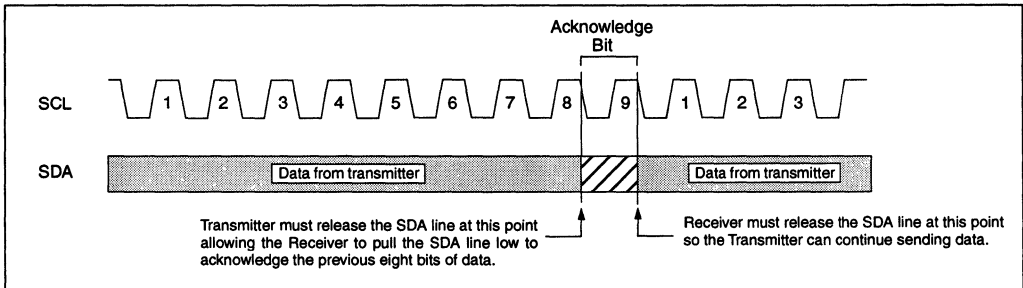 Acknowledge
Bit
SCL 1 2 3 4 5 6 7 8 9 1 2 3
SDA Data from transmitter Data from transmitter
Transmitter must release the SDA line at this point
allowing the Receiver to pull the SDA line low to
acknowledge the previous eight bits of data.
Receiver must release the SDA line at this point
so the Transmitter can continue sending data.